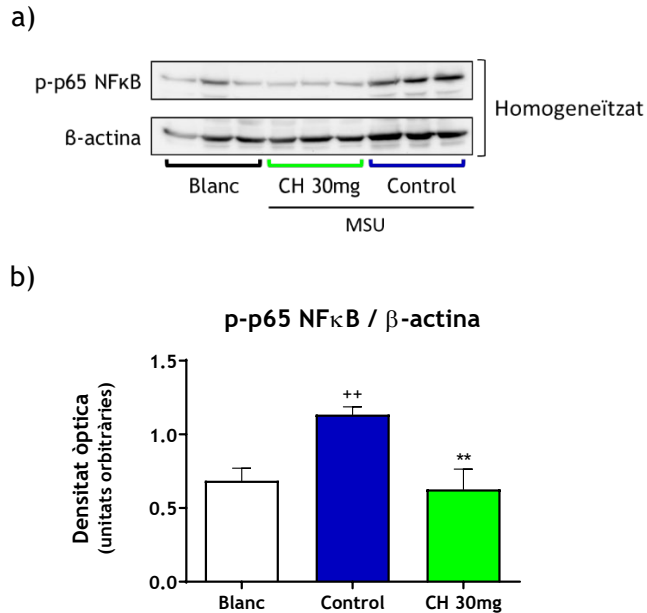 a)
p-p65 NFκB
Homogeneïtzat
ß-actina
Blanc CH 30mg Control
MSU
b)
p-p65 NFκB / β-actina
Densitat òptica
(unitats orbitràries)
1.5
1.0
0.5
0.0
++
**
Blanc Control CH 30mg